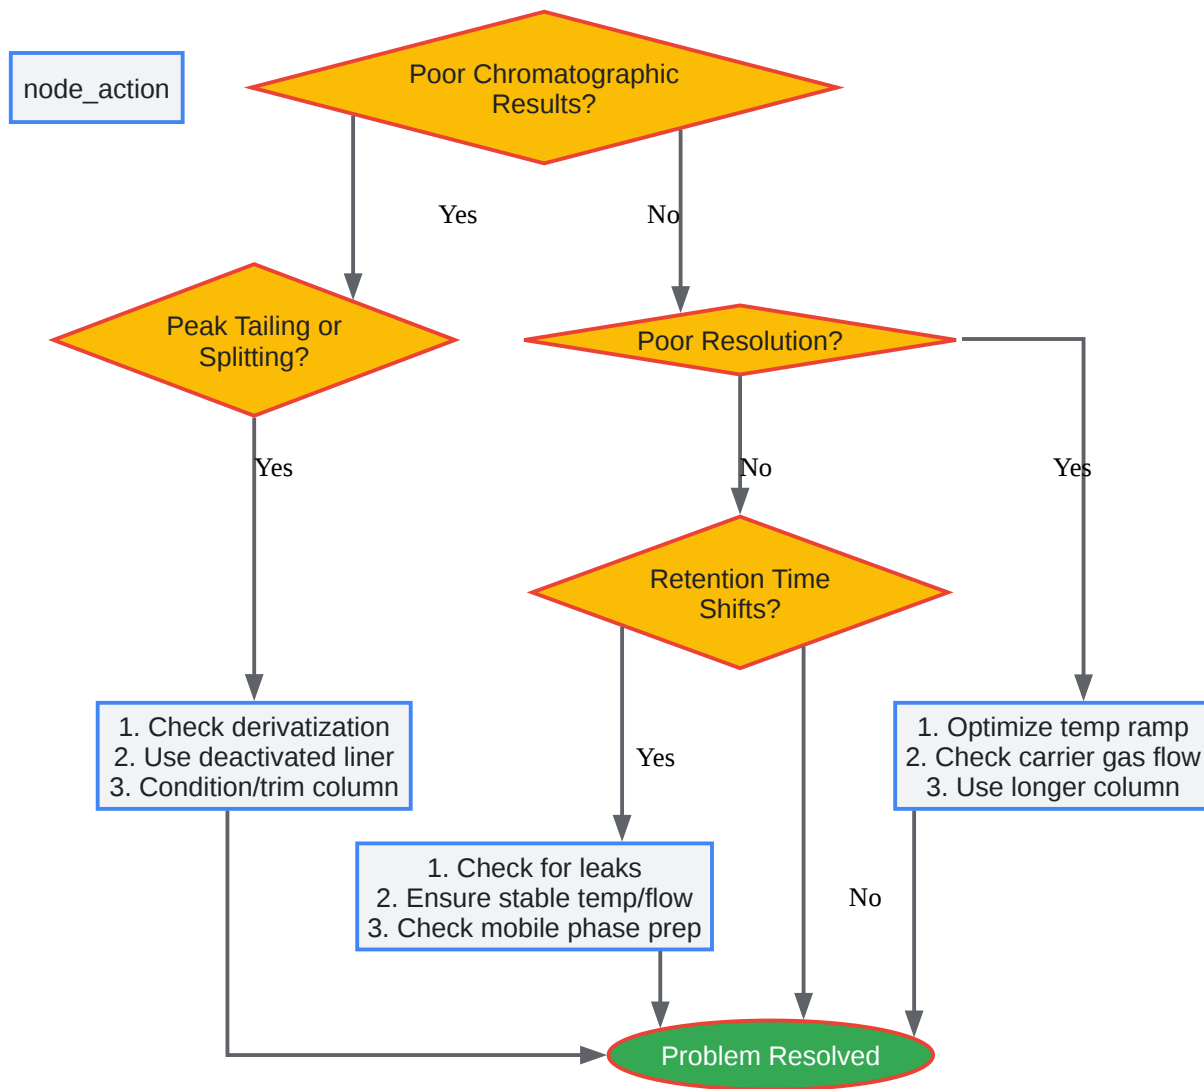 node_action
Poor Chromatographic
Results?
Yes
No
Peak Tailing or
Splitting?
Poor Resolution?
Yes
No
Yes
Retention Time
Shifts?
1. Check derivatization
2. Use deactivated liner
3. Condition/trim column
1. Optimize temp ramp
2. Check carrier gas flow
3. Use longer column
Yes
1. Check for leaks
2. Ensure stable temp/flow
3. Check mobile phase prep
No
Problem Resolved